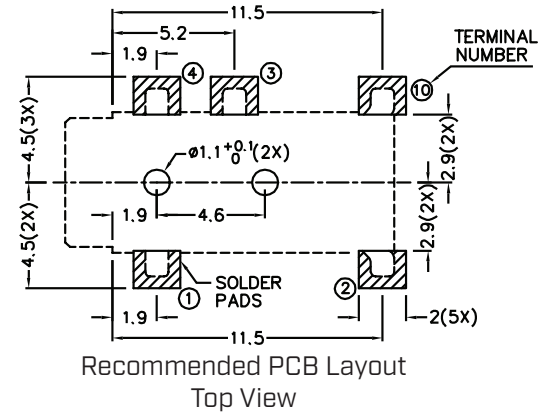 11.5
5.2
1.9
④
③
⑩
TERMINAL
NUMBER
4.5(3X)
ø1.1 +0.1 0 (2X)
2.9(2X)
4.5(2X)
1.9
4.6
2.9(2X)
SOLDER
PADS
①
②
1.9
2(5X)
11.5
Recommended PCB Layout
Top View